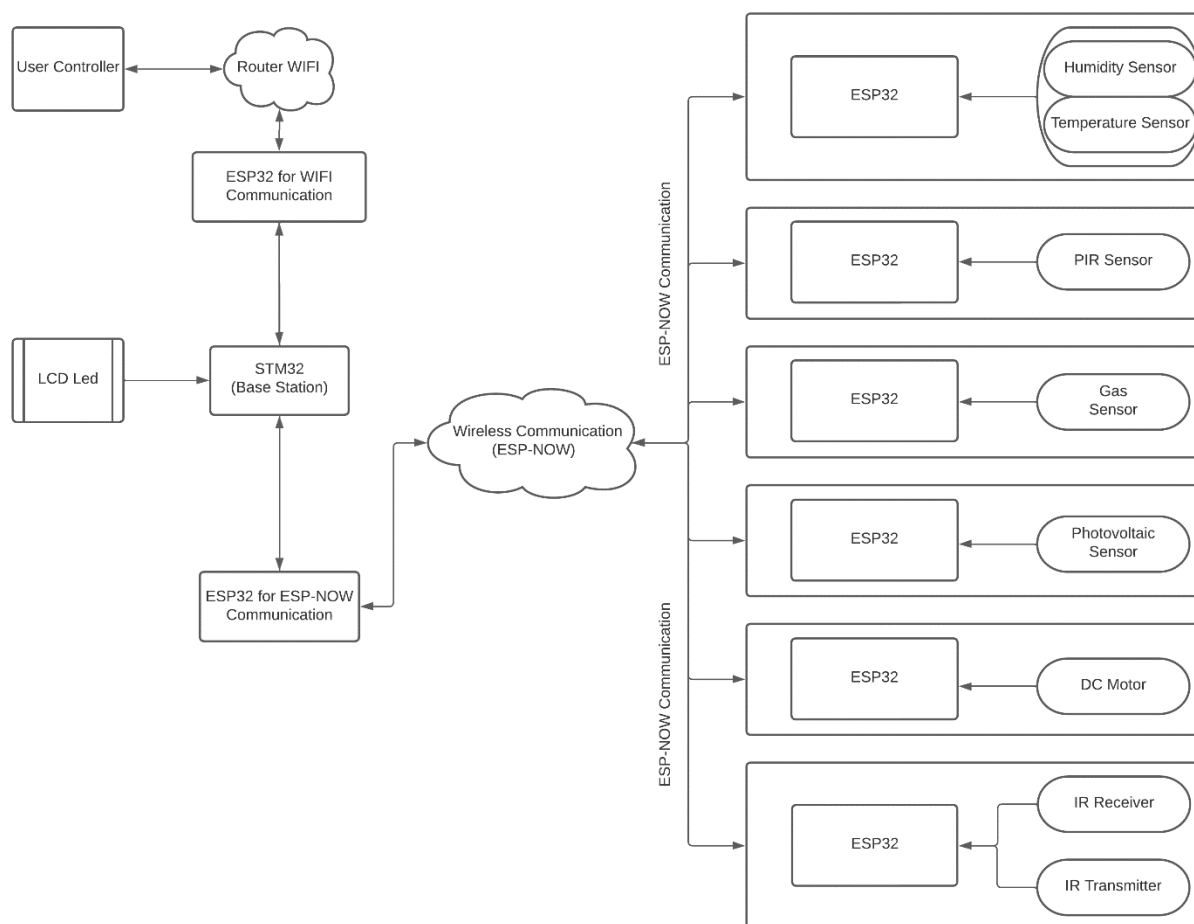 User Controller
Router WIFI
ESP32 for WIFI
Communication
LCD Led
STM32
(Base Station)
ESP32 for ESP-NOW
Communication
Wireless Communication
(ESP-NOW)
ESP-NOW Communication
ESP-NOW Communication
ESP32
Humidity Sensor
Temperature Sensor
ESP32
PIR Sensor
ESP32
Gas
Sensor
ESP32
Photovoltaic
Sensor
ESP32
DC Motor
ESP32
IR Receiver
IR Transmitter